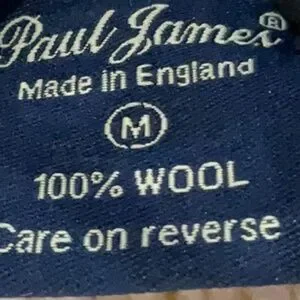 Paul James®
Made in England
M
100% WOOL
Care on reverse